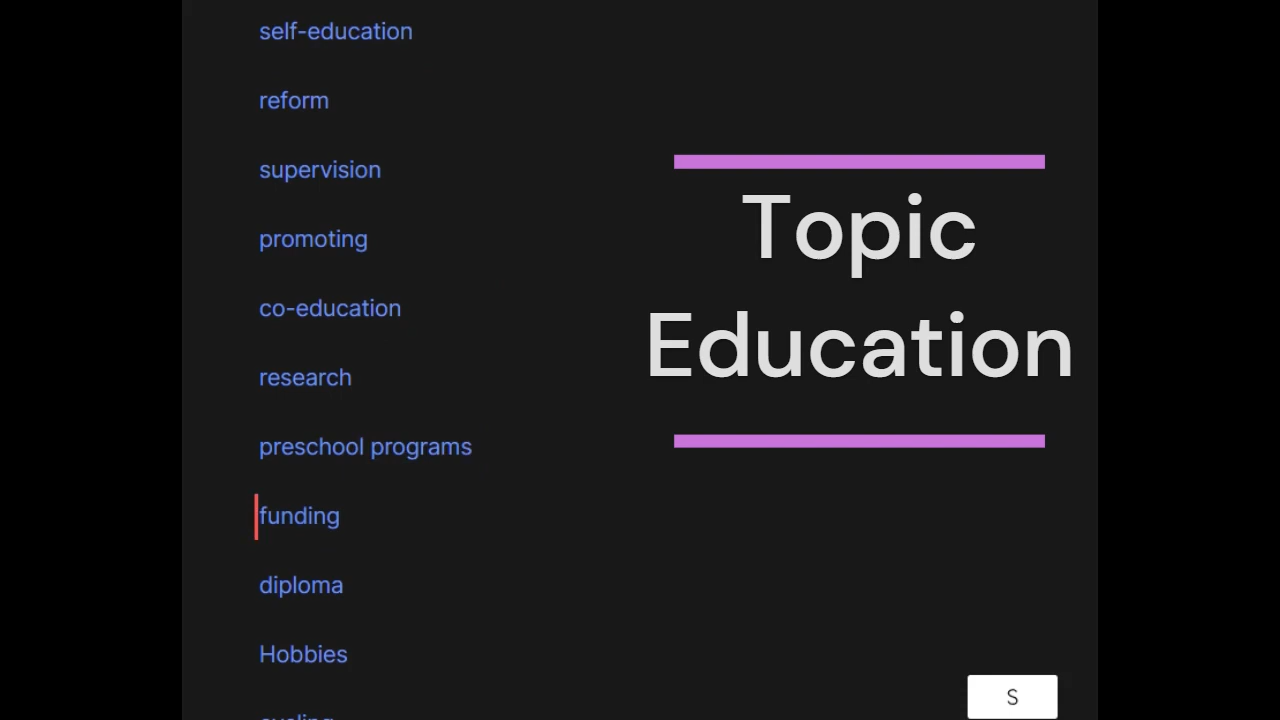 self-education
reform
supervision
promoting
co-education
research
preschool programs
funding
diploma
Hobbies
Topic
Education
S